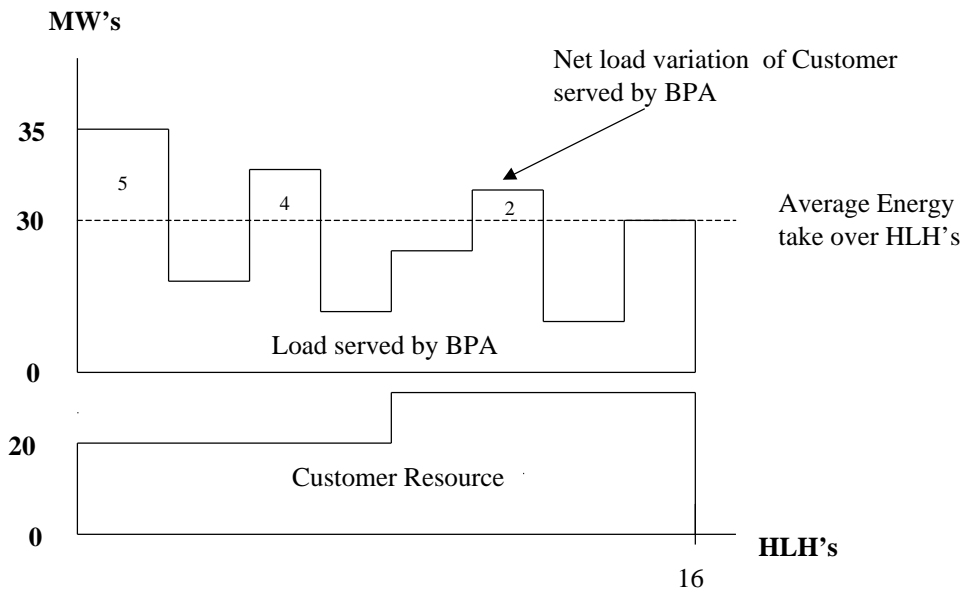 MW's
Net load variation of Customer
served by BPA
35
5
4
2
30
Average Energy
take over HLH's
Load served by BPA
0
20
Customer Resource
0
HLH's
16